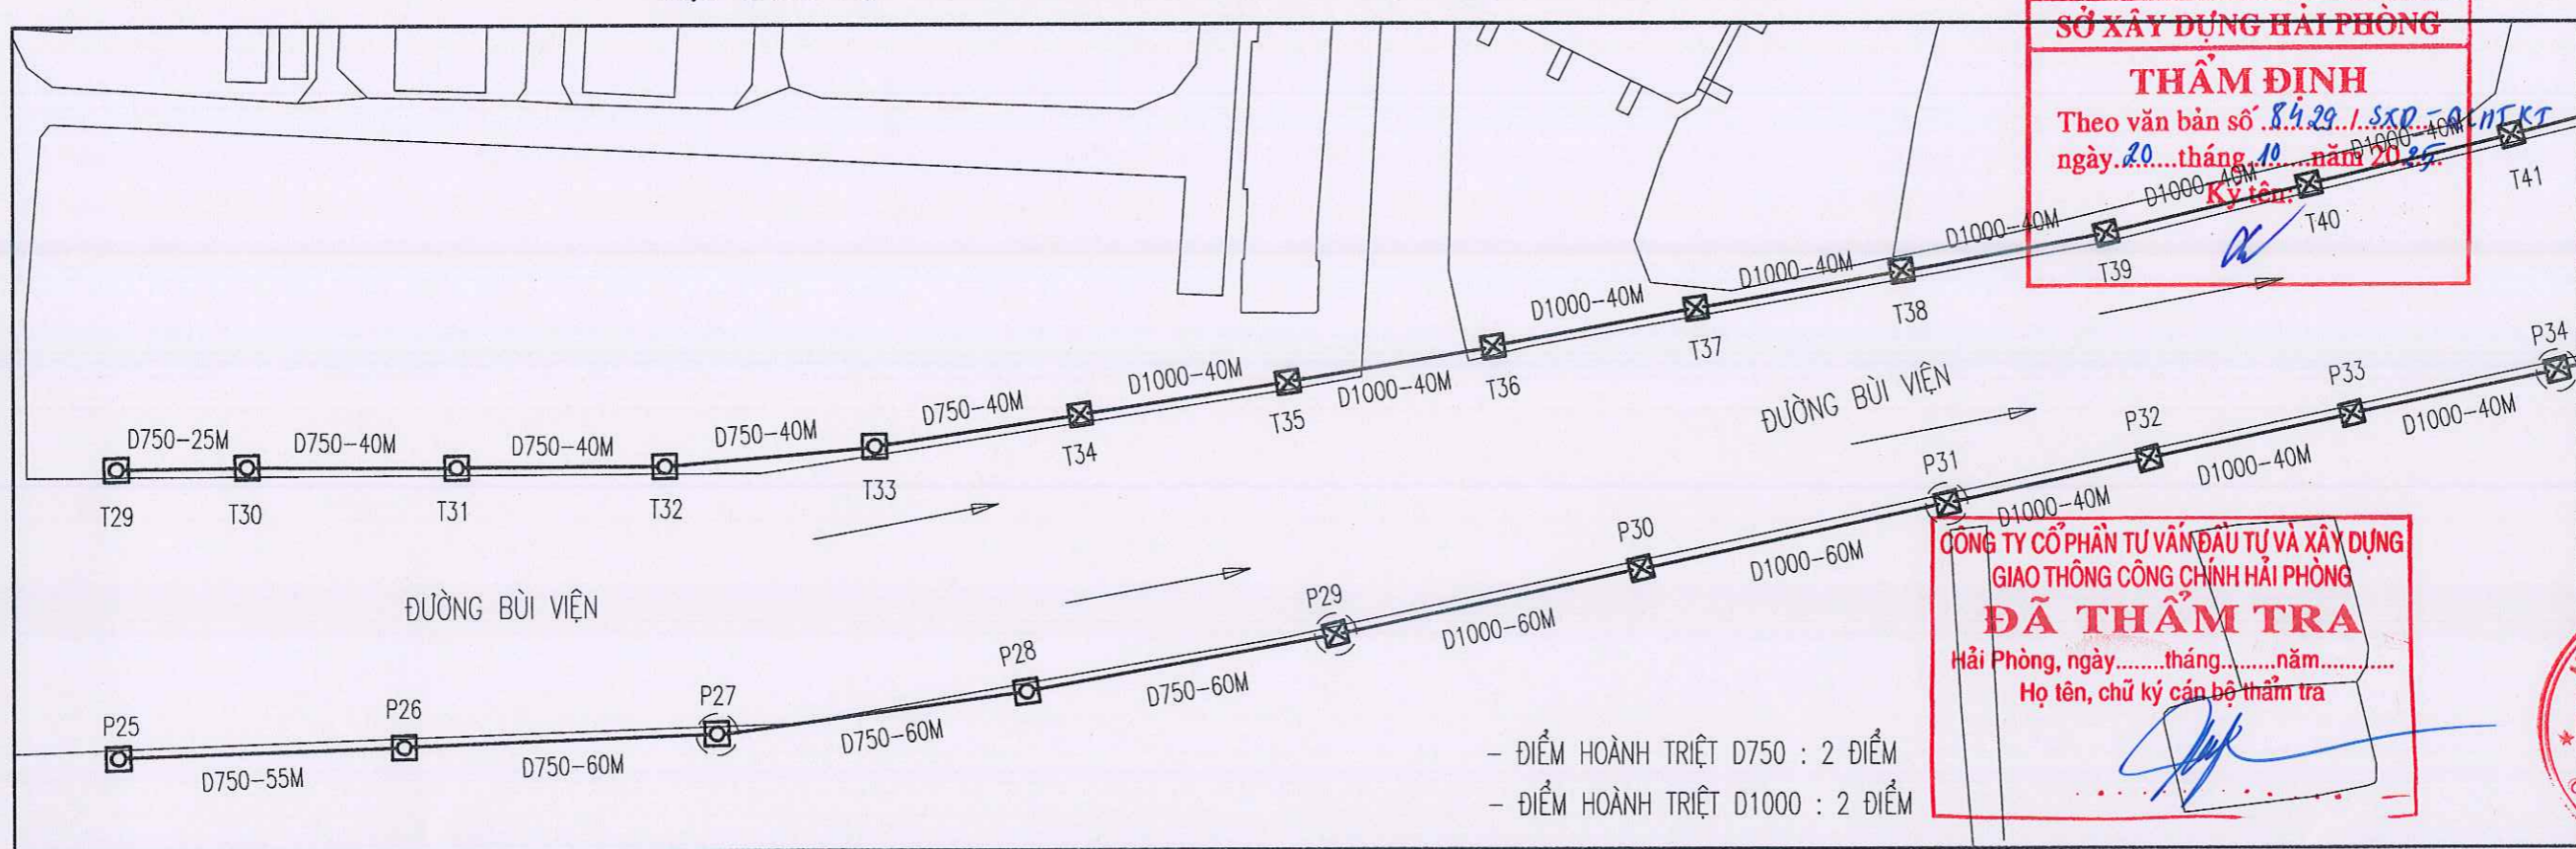 SỞ XÂY DỰNG HẢI PHÒNG
THẨM ĐỊNH
Theo văn bản số 8429/SXD-QLHTKT
ngày 20 tháng 10 năm 2025
Ký tên:
D750-25M
D750-40M
D750-40M
D750-40M
D750-40M
D1000-40M
D1000-40M
D1000-40M
D1000-40M
D1000-40M
D1000-40M
D1000-40M
T29
T30
T31
T32
T33
T34
T35
T36
T37
T38
T39
T40
T41
ĐƯỜNG BÙI VIỆN
ĐƯỜNG BÙI VIỆN
P25
P26
P27
P28
P29
P30
P31
P32
P33
P34
D750-55M
D750-60M
D750-60M
D750-60M
D1000-60M
D1000-60M
D1000-40M
D1000-40M
D1000-40M
CÔNG TY CỔ PHẦN TƯ VẤN ĐẦU TƯ VÀ XÂY DỰNG
GIAO THÔNG CÔNG CHÍNH HẢI PHÒNG
ĐÃ THẨM TRA
Hải Phòng, ngày........tháng.........năm............
Họ tên, chữ ký cán bộ thẩm tra
- ĐIỂM HOÀNH TRIỆT D750 : 2 ĐIỂM
- ĐIỂM HOÀNH TRIỆT D1000 : 2 ĐIỂM